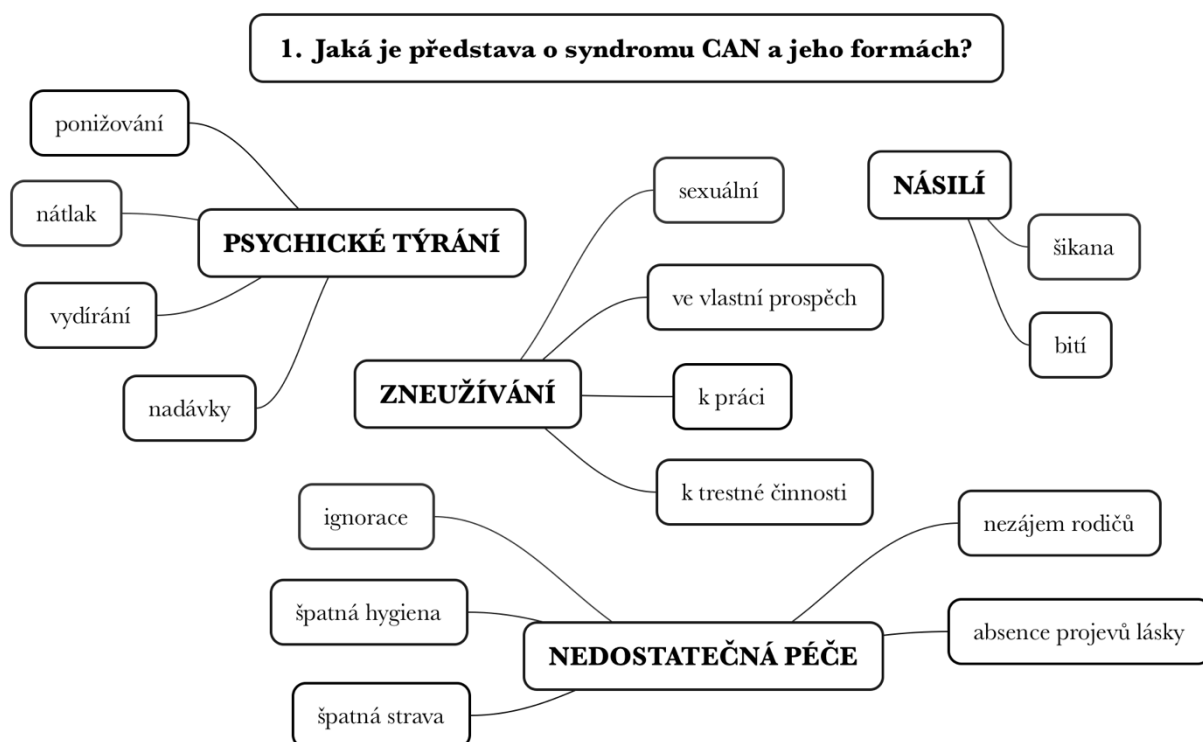 1. Jaká je představa o syndromu CAN a jeho formách?
ponižování
nátlak
PSYCHICKÉ TÝRÁNÍ
vydírání
nadávky
sexuální
ve vlastní prospěch
ZNEUŽÍVÁNÍ
k práci
k trestné činnosti
NÁSILÍ
šikana
bití
ignorace
špatná hygiena
špatná strava
NEDOSTATEČNÁ PÉČE
nezájem rodičů
absence projevů lásky